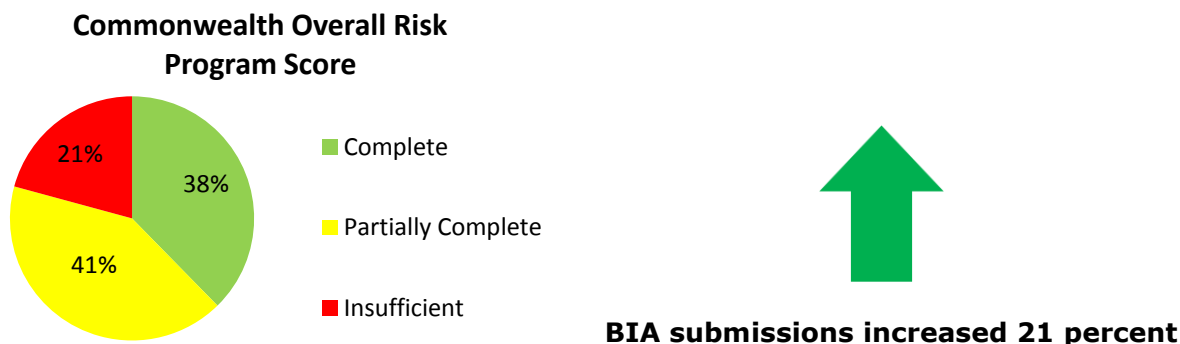 Commonwealth Overall Risk
Program Score
21%
38%
41%
Complete
Partially Complete
Insufficient
BIA submissions increased 21 percent